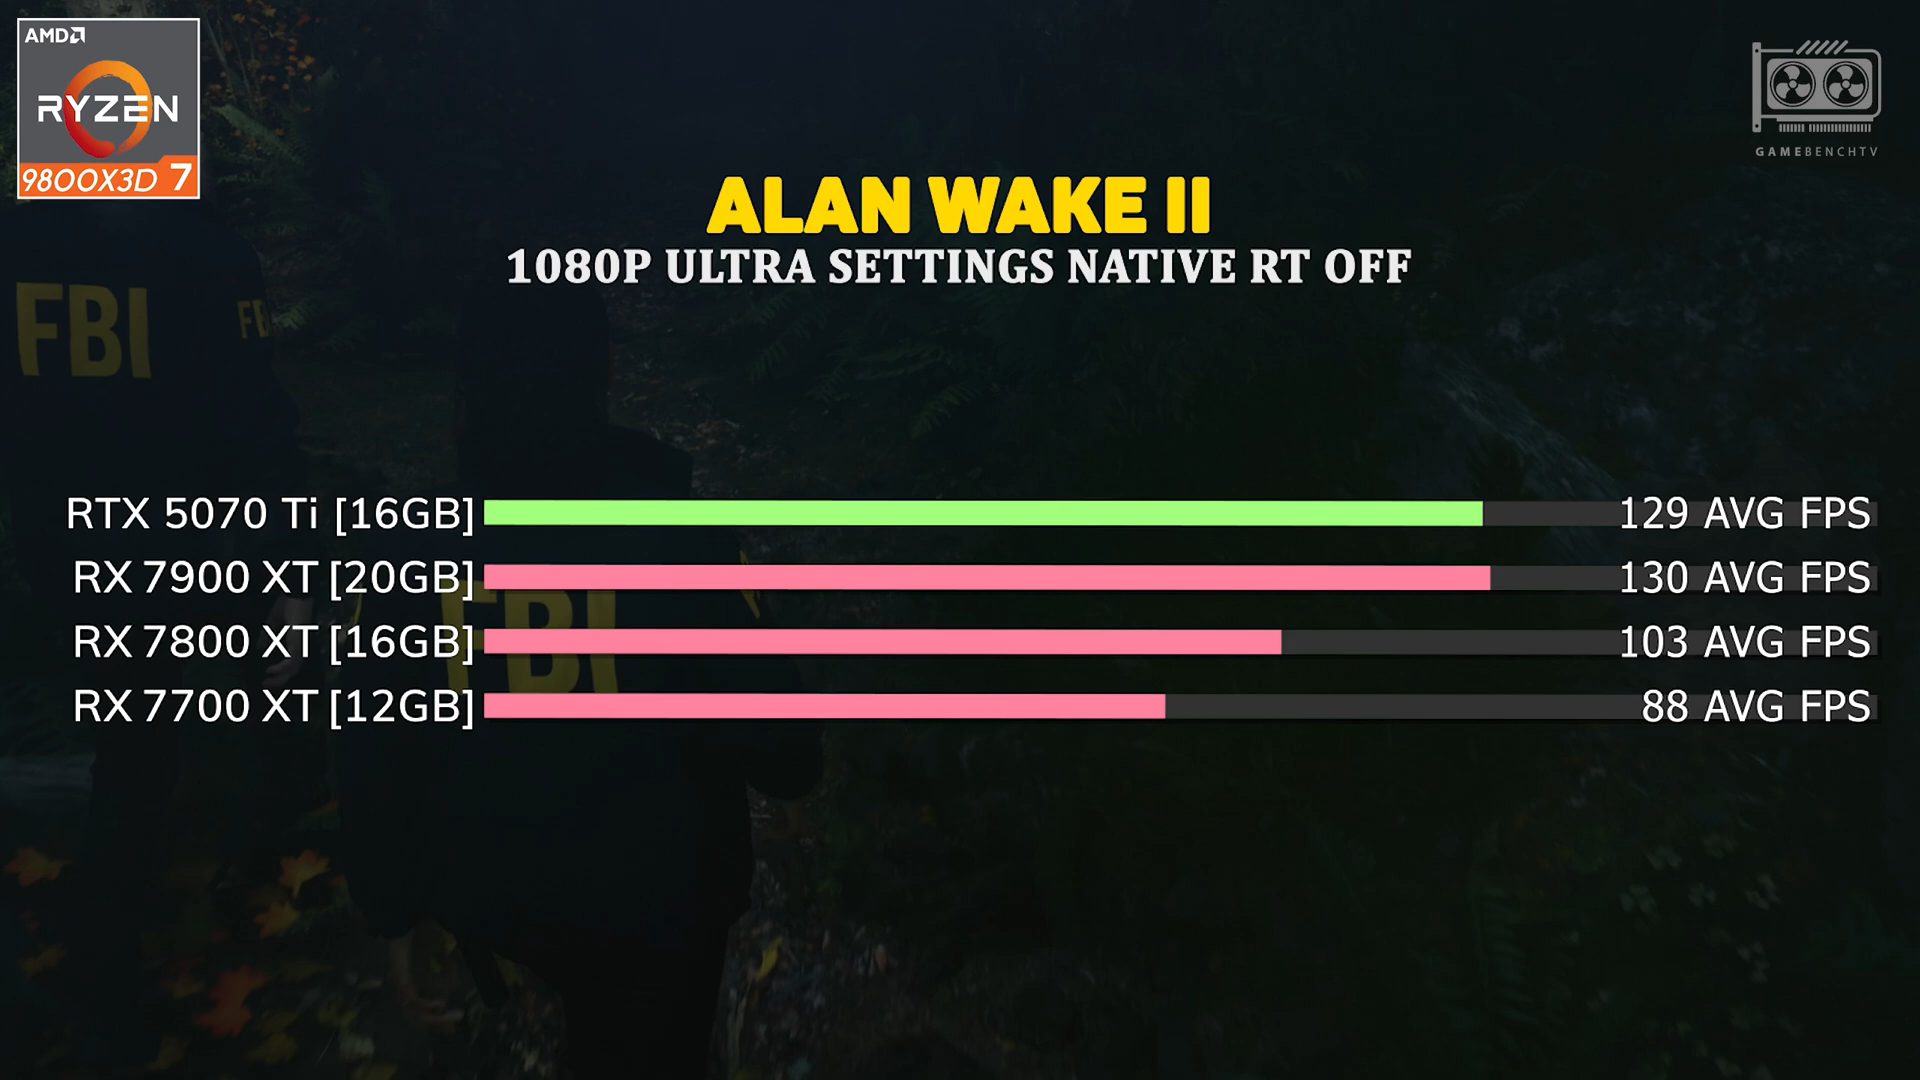 AMD
RYZEN
9800X3D 7
GAMEBENCHTV
ALAN WAKE II
1080P ULTRA SETTINGS NATIVE RT OFF
FBI
FBI
RTX 5070 Ti [16GB] 129 AVG FPS
RX 7900 XT [20GB] 130 AVG FPS
FBI
RX 7800 XT [16GB] 103 AVG FPS
RX 7700 XT [12GB] 88 AVG FPS